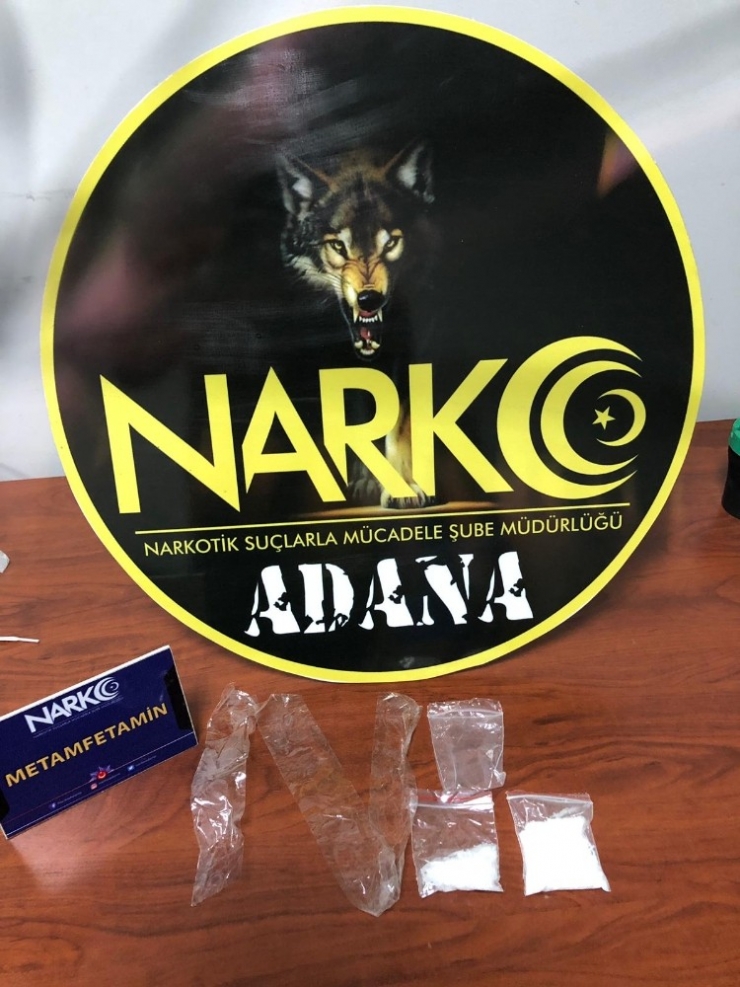 NARKO
NARKOTİK SUÇLARLA MÜCADELE ŞUBE MÜDÜRLÜĞÜ
ADANA
NARKO
METAMFETAMİN